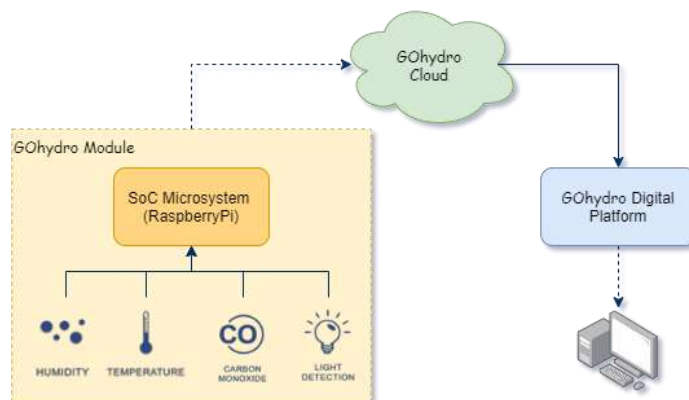 GOhydro
Cloud
GOhydro Module
SoC Microsystem
(RaspberryPi)
GOhydro Digital
Platform
CO
HUMIDITY
TEMPERATURE
CARBON
MONOXIDE
LIGHT
DETECTION